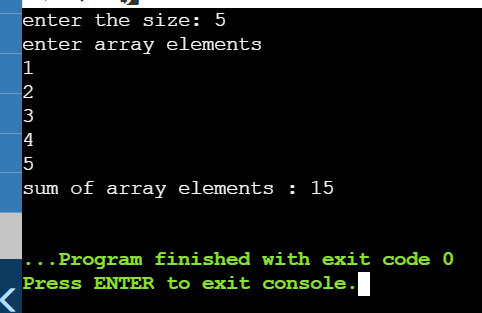 enter the size: 5
enter array elements
1
2
3
4
5
sum of array elements : 15
...Program finished with exit code 0
Press ENTER to exit console.